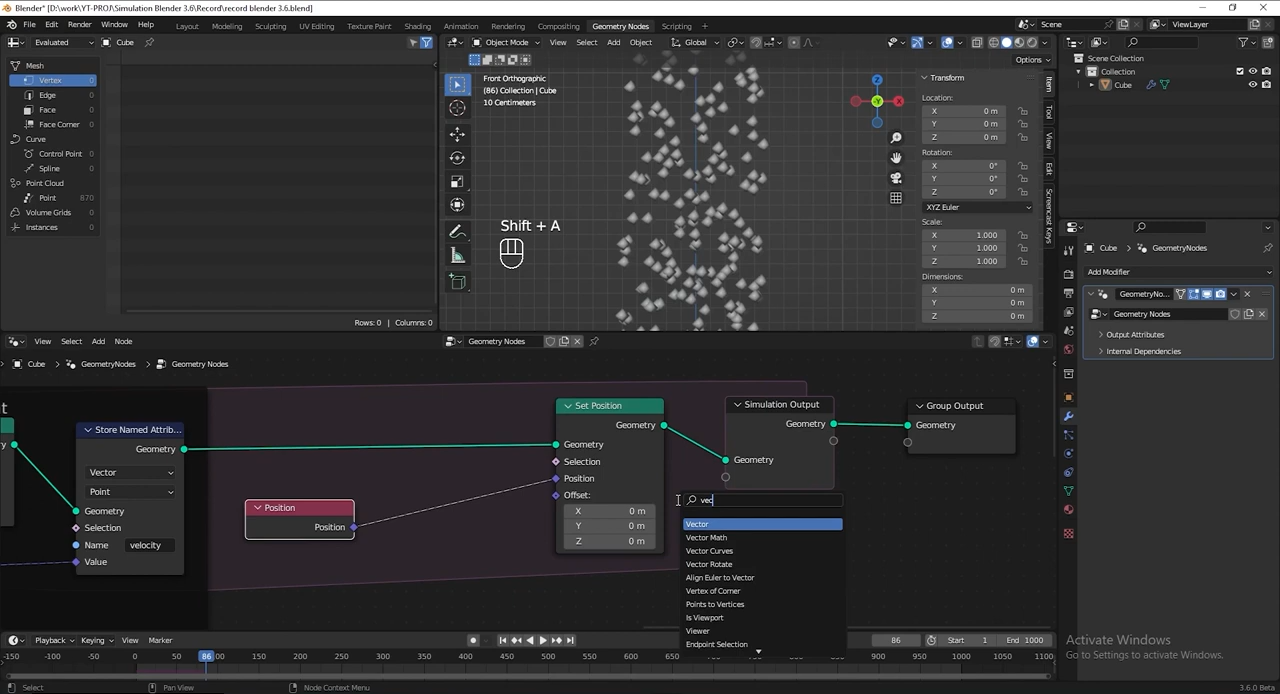 Blender* [D:\work\YT-PROJ\Simulation Blender 3.6\Record\record blender 3.6.blend]
File Edit Render Window Help Layout Modeling Sculpting UV Editing Texture Paint Shading Animation Rendering Compositing Geometry Nodes Scripting + Scene ViewLayer
Evaluated Cube
Object Mode View Select Add Object Global
Options
Mesh
Vertex 0
Edge 0
Face 0
Face Corner 0
Curve
Control Point 0
Spline 0
Point Cloud
Point 870
Volume Grids 0
Instances 0
Rows: 0 | Columns: 0
Front Orthographic
(86) Collection | Cube
10 Centimeters
Shift + A
Z
X
-Y
Transform
Location:
X 0 m
Y 0 m
Z 0 m
Rotation:
X 0°
Y 0°
Z 0°
XYZ Euler
Scale:
X 1.000
Y 1.000
Z 1.000
Dimensions:
X 0 m
Y 0 m
Z 0 m
Item
Tool
View
Edit
Screencast Keys
Scene Collection
Collection
Cube
Cube > GeometryNodes
Add Modifier
GeometryNo...
Geometry Nodes
Output Attributes
Internal Dependencies
View Select Add Node Geometry Nodes
Cube > GeometryNodes > Geometry Nodes
t
y
Store Named Attrib...
Geometry
Vector
Point
Geometry
Selection
Name velocity
Value
Position
Position
Set Position
Geometry
Geometry
Selection
Position
Offset:
X 0 m
Y 0 m
Z 0 m
Simulation Output
Geometry
Geometry
Group Output
Geometry
vec
Vector
Vector Math
Vector Curves
Vector Rotate
Align Euler to Vector
Vertex of Corner
Points to Vertices
Is Viewport
Viewer
Endpoint Selection
Playback Keying View Marker 86 Start 1 End 1000
-150 -100 -50 0 50 86 150 200 250 300 350 400 450 500 550 600 650 850 900 950 1000 1050 1100
Activate Windows
Go to Settings to activate Windows.
Select Pan View Node Context Menu 3.6.0 Beta